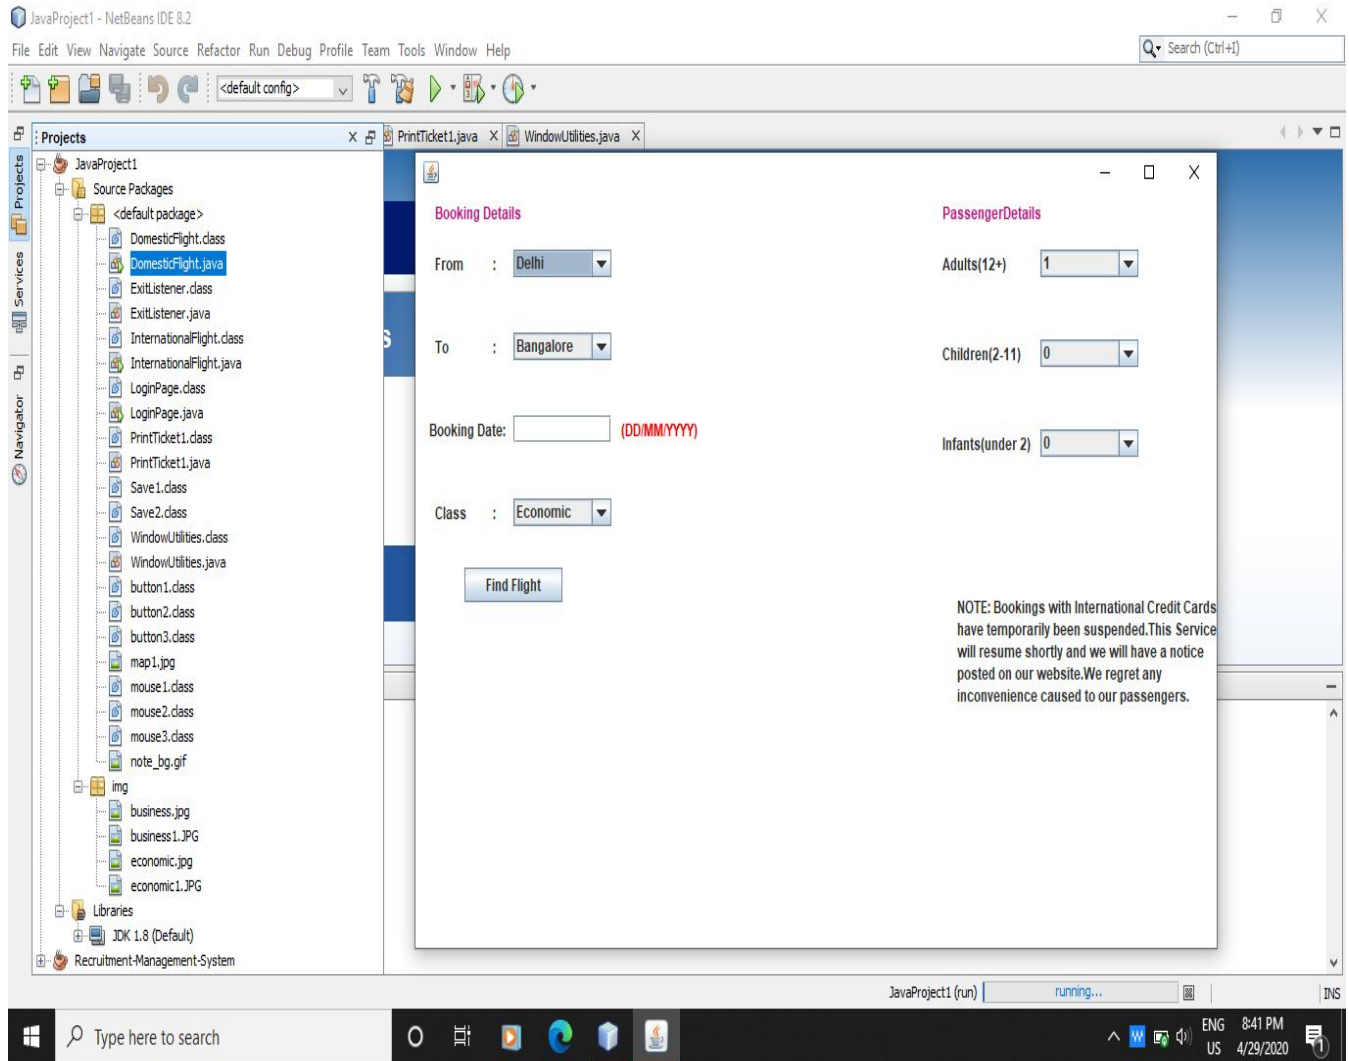 JavaProject1 - NetBeans IDE 8.2
File Edit View Navigate Source Refactor Run Debug Profile Team Tools Window Help
Search (Ctrl+I)
<default config>
Projects
PrintTicket1.java
WindowUtilities.java
Projects
Services
Navigator
JavaProject1
Source Packages
<default package>
DomesticFlight.class
DomesticFlight.java
ExitListener.class
ExitListener.java
InternationalFlight.class
InternationalFlight.java
LoginPage.class
LoginPage.java
PrintTicket1.class
PrintTicket1.java
Save1.class
Save2.class
WindowUtilities.class
WindowUtilities.java
button1.class
button2.class
button3.class
map1.jpg
mouse1.class
mouse2.class
mouse3.class
note_bg.gif
img
business.jpg
business1.JPG
economic.jpg
economic1.JPG
Libraries
JDK 1.8 (Default)
Recruitment-Management-System
s
Booking Details
From : Delhi
To : Bangalore
Booking Date: (DD/MM/YYYY)
Class : Economic
Find Flight
PassengerDetails
Adults(12+) 1
Children(2-11) 0
Infants(under 2) 0
NOTE: Bookings with International Credit Cards
have temporarily been suspended.This Service
will resume shortly and we will have a notice
posted on our website.We regret any
inconvenience caused to our passengers.
JavaProject1 (run) running... INS
Type here to search
W
ENG
US
8:41 PM
4/29/2020
1